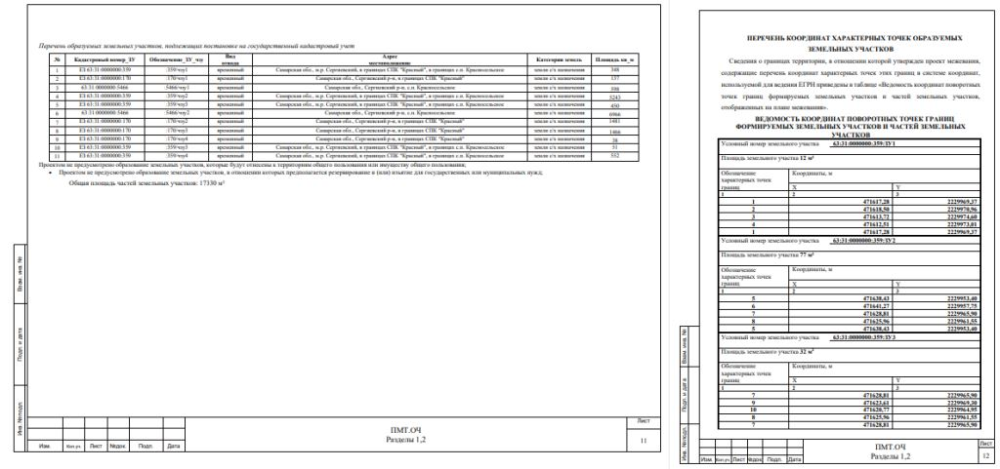 Перечень образуемых земельных участков, подлежащих постановке на государственный кадастровый учет
№ Кадастровый номер_ЗУ Обозначение_ЗУ_чзу Вид отвода Адрес местоположение Категория земель Площадь кв_м
1 ЕЗ 63:31:0000000:359 :359/чзу1 временный Самарская обл., м.р. Сергиевский, в границах СПК "Красный", в границах с.п. Красносельское земли с/х назначения 348
2 ЕЗ 63:31:0000000:170 :170/чзу1 временный Самарская обл., Сергиевский р-н, в границах СПК "Красный" земли с/х назначения 137
3 63:31:0000000:5466 :5466/чзу1 временный Самарская обл., Сергиевский р-н, с.п. Красносельское земли с/х назначения 598
4 ЕЗ 63:31:0000000:359 :359/чзу2 временный Самарская обл., м.р. Сергиевский, в границах СПК "Красный", в границах с.п. Красносельское земли с/х назначения 5243
5 ЕЗ 63:31:0000000:359 :359/чзу3 временный Самарская обл., м.р. Сергиевский, в границах СПК "Красный", в границах с.п. Красносельское земли с/х назначения 450
6 63:31:0000000:5466 :5466/чзу2 временный Самарская обл., Сергиевский р-н, с.п. Красносельское земли с/х назначения 6966
7 ЕЗ 63:31:0000000:170 :170/чзу2 временный Самарская обл., Сергиевский р-н, в границах СПК "Красный" земли с/х назначения 1481
8 ЕЗ 63:31:0000000:170 :170/чзу3 временный Самарская обл., Сергиевский р-н, в границах СПК "Красный" земли с/х назначения 1466
9 ЕЗ 63:31:0000000:170 :170/чзу4 временный Самарская обл., Сергиевский р-н, в границах СПК "Красный" земли с/х назначения 38
10 ЕЗ 63:31:0000000:359 :359/чзу5 временный Самарская обл., м.р. Сергиевский, в границах СПК "Красный", в границах с.п. Красносельское земли с/х назначения 51
11 ЕЗ 63:31:0000000:359 :359/чзу4 временный Самарская обл., м.р. Сергиевский, в границах СПК "Красный", в границах с.п. Красносельское земли с/х назначения 552
Проектом не предусмотрено образование земельных участков, которые будут отнесены к территориям общего пользования или имуществу общего пользования;
• Проектом не предусмотрено образование земельных участков, в отношении которых предполагается резервирование и (или) изъятие для государственных или муниципальных нужд;
Общая площадь частей земельных участков: 17330 м²
Взам. инв. №
Подп. и дата
Инв. №подл.
Изм. Кол.уч. Лист №док. Подп. Дата
ПМТ.ОЧ
Разделы 1,2
Лист
11
ПЕРЕЧЕНЬ КООРДИНАТ ХАРАКТЕРНЫХ ТОЧЕК ОБРАЗУЕМЫХ
ЗЕМЕЛЬНЫХ УЧАСТКОВ
Сведения о границах территории, в отношении которой утвержден проект межевания,
содержащие перечень координат характерных точек этих границ в системе координат,
используемой для ведения ЕГРН приведены в таблице «Ведомость координат поворотных
точек границ формируемых земельных участков и частей земельных участков,
отображенных на плане межевания».
ВЕДОМОСТЬ КООРДИНАТ ПОВОРОТНЫХ ТОЧЕК ГРАНИЦ
ФОРМИРУЕМЫХ ЗЕМЕЛЬНЫХ УЧАСТКОВ И ЧАСТЕЙ ЗЕМЕЛЬНЫХ
УЧАСТКОВ
Условный номер земельного участка 63:31:0000000:359:ЗУ1
Площадь земельного участка 12 м²
Обозначение характерных точек границ Координаты, м
X Y
1 2 3
1 471617,28 2229969,37
2 471618,50 2229970,96
3 471613,72 2229974,60
4 471612,51 2229973,01
1 471617,28 2229969,37
Условный номер земельного участка 63:31:0000000:359:ЗУ2
Площадь земельного участка 77 м²
Обозначение характерных точек границ Координаты, м
X Y
1 2 3
5 471638,43 2229953,40
6 471641,27 2229957,75
7 471628,81 2229965,90
8 471625,96 2229961,55
5 471638,43 2229953,40
Условный номер земельного участка 63:31:0000000:359:ЗУ3
Площадь земельного участка 32 м²
Обозначение характерных точек границ Координаты, м
X Y
1 2 3
7 471628,81 2229965,90
9 471623,61 2229969,30
10 471620,77 2229964,95
8 471625,96 2229961,55
7 471628,81 2229965,90
Взам. инв. №
Подп. и дата
Инв. №подл.
Изм. Кол.уч. Лист №док. Подп. Дата
ПМТ.ОЧ
Разделы 1,2
Лист
12